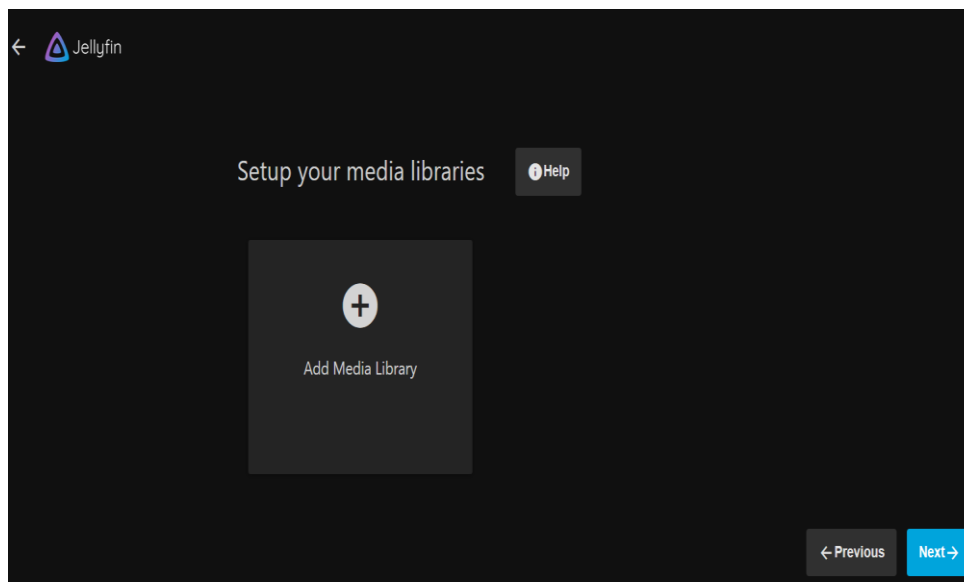 Jellyfin
Setup your media libraries
Help
Add Media Library
Previous
Next